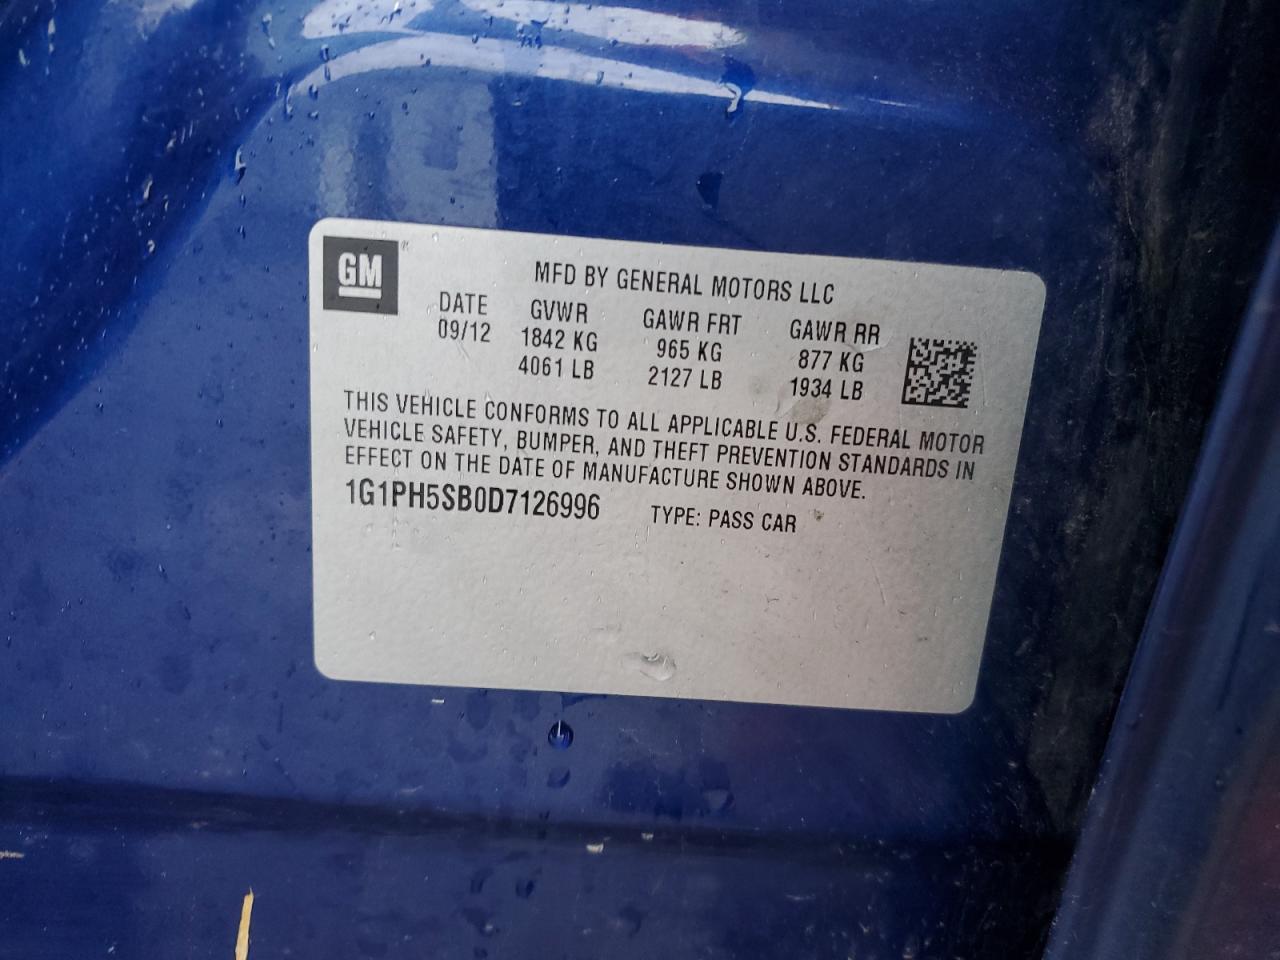 GM ®
MFD BY GENERAL MOTORS LLC
DATE GVWR GAWR FRT GAWR RR
09/12 1842 KG 965 KG 877 KG
4061 LB 2127 LB 1934 LB
THIS VEHICLE CONFORMS TO ALL APPLICABLE U.S. FEDERAL MOTOR
VEHICLE SAFETY, BUMPER, AND THEFT PREVENTION STANDARDS IN
EFFECT ON THE DATE OF MANUFACTURE SHOWN ABOVE.
1G1PH5SB0D7126996 TYPE: PASS CAR